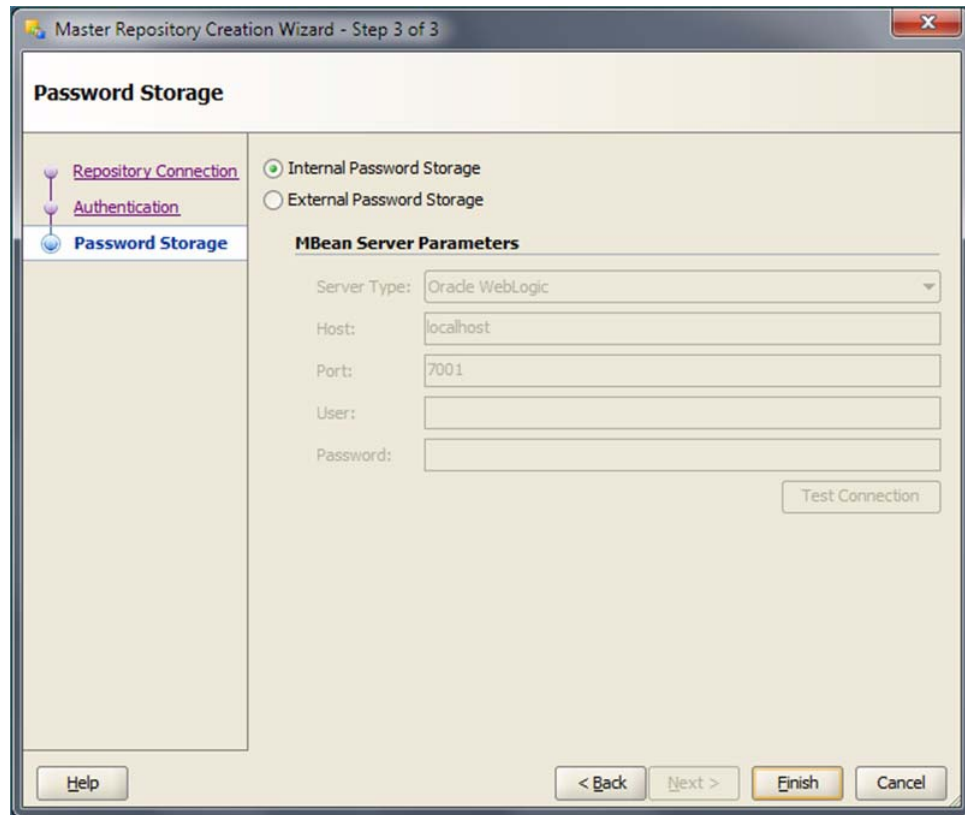 Master Repository Creation Wizard - Step 3 of 3
Password Storage
Repository Connection
Authentication
Password Storage
Internal Password Storage
External Password Storage
MBean Server Parameters
Server Type: Oracle WebLogic
Host: localhost
Port: 7001
User:
Password:
Test Connection
Help
< Back
Next >
Finish
Cancel